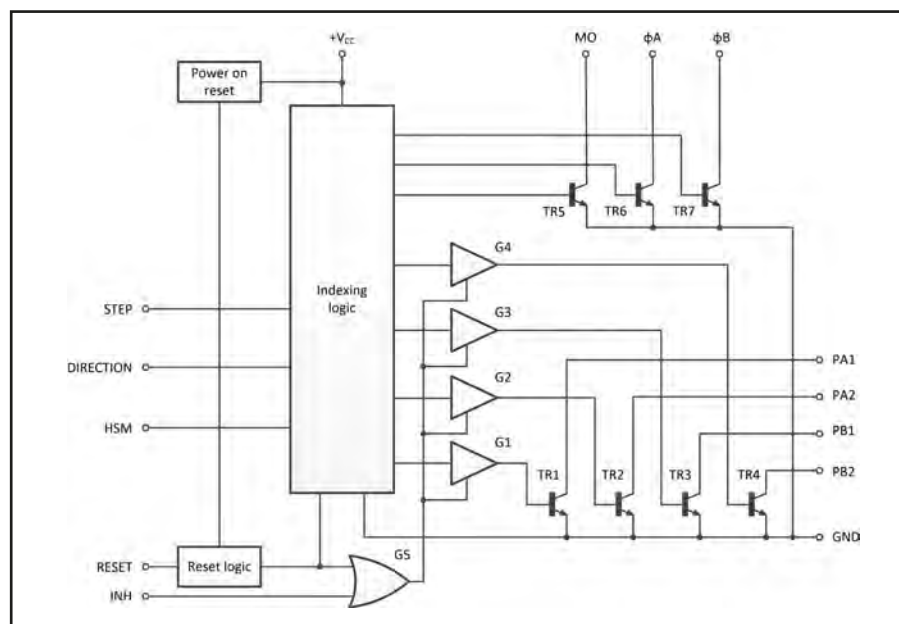 +VCC
MO
ϕA
ϕB
Power on
reset
TR5
TR6
TR7
G4
Indexing
logic
STEP
G3
DIRECTION
PA1
G2
PA2
HSM
PB1
G1
TR1
TR2
TR3
TR4
PB2
GND
G5
RESET
Reset logic
INH